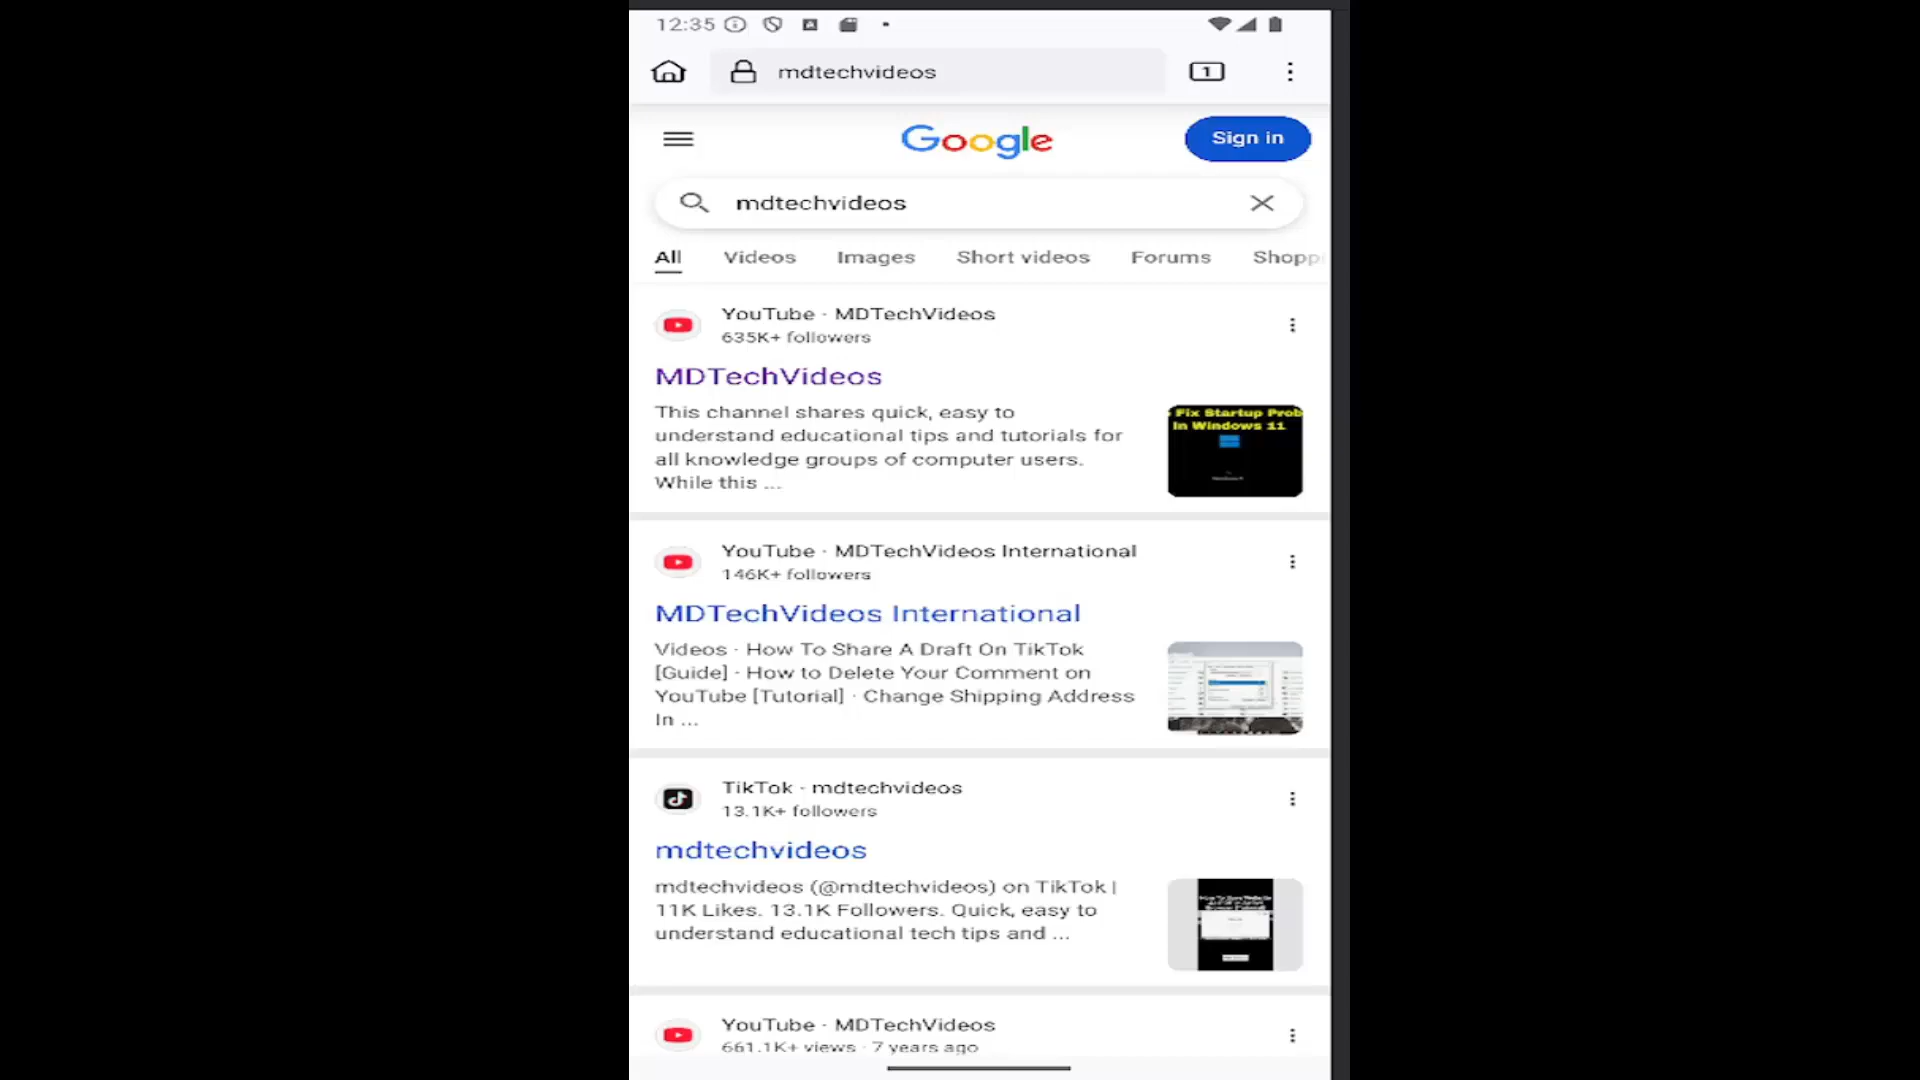 12:35
mdtechvideos
1
Google
Sign in
mdtechvideos
All Videos Images Short videos Forums Shopp
YouTube · MDTechVideos
635K+ followers
MDTechVideos
This channel shares quick, easy to
understand educational tips and tutorials for
all knowledge groups of computer users.
While this ...
Fix Startup Prob
In Windows 11
YouTube · MDTechVideos International
146K+ followers
MDTechVideos International
Videos · How To Share A Draft On TikTok
[Guide] · How to Delete Your Comment on
YouTube [Tutorial] · Change Shipping Address
In ...
TikTok · mdtechvideos
13.1K+ followers
mdtechvideos
mdtechvideos (@mdtechvideos) on TikTok |
11K Likes. 13.1K Followers. Quick, easy to
understand educational tech tips and ...
YouTube · MDTechVideos
661.1K+ views · 7 years ago